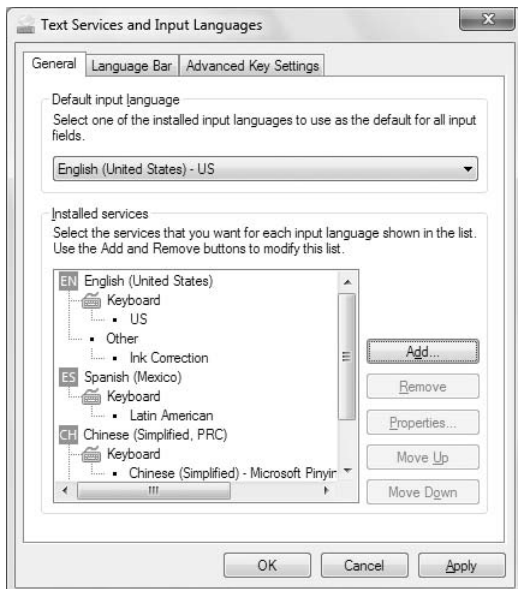 Text Services and Input Languages
General
Language Bar
Advanced Key Settings
Default input language
Select one of the installed input languages to use as the default for all input
fields.
English (United States) - US
Installed services
Select the services that you want for each input language shown in the list.
Use the Add and Remove buttons to modify this list.
EN English (United States)
Keyboard
US
Other
Ink Correction
ES Spanish (Mexico)
Keyboard
Latin American
CH Chinese (Simplified, PRC)
Keyboard
Chinese (Simplified) - Microsoft Pinyin
Add...
Remove
Properties...
Move Up
Move Down
OK
Cancel
Apply